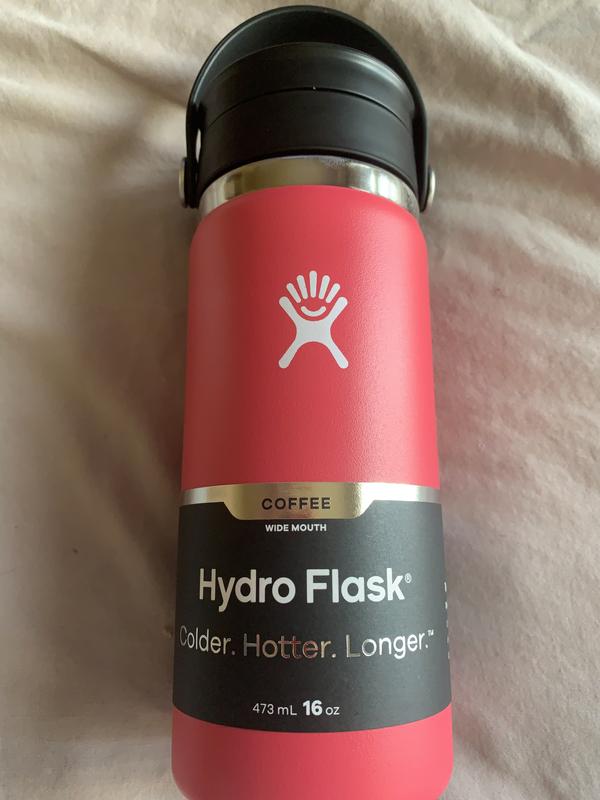 COFFEE
WIDE MOUTH
Hydro Flask®
Colder. Hotter. Longer.™
473 mL 16 oz